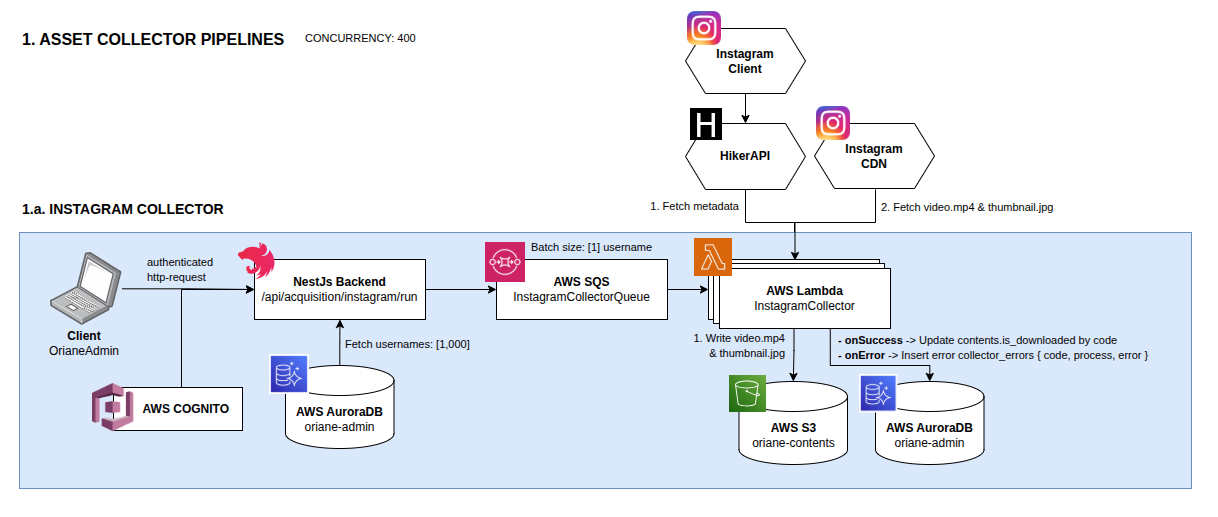 1. ASSET COLLECTOR PIPELINES
CONCURRENCY: 400
Instagram
Client
H
HikerAPI
Instagram
CDN
1. Fetch metadata
2. Fetch video.mp4 & thumbnail.jpg
1.a. INSTAGRAM COLLECTOR
authenticated
http-request
Client
OrianeAdmin
NestJs Backend
/api/acquisition/instagram/run
Batch size: [1] username
AWS SQS
InstagramCollectorQueue
AWS Lambda
InstagramCollector
Fetch usernames: [1,000]
1. Write video.mp4
& thumbnail.jpg
- onSuccess -> Update contents.is_downloaded by code
- onError -> Insert error collector_errors { code, process, error }
AWS COGNITO
AWS AuroraDB
oriane-admin
AWS S3
oriane-contents
AWS AuroraDB
oriane-admin